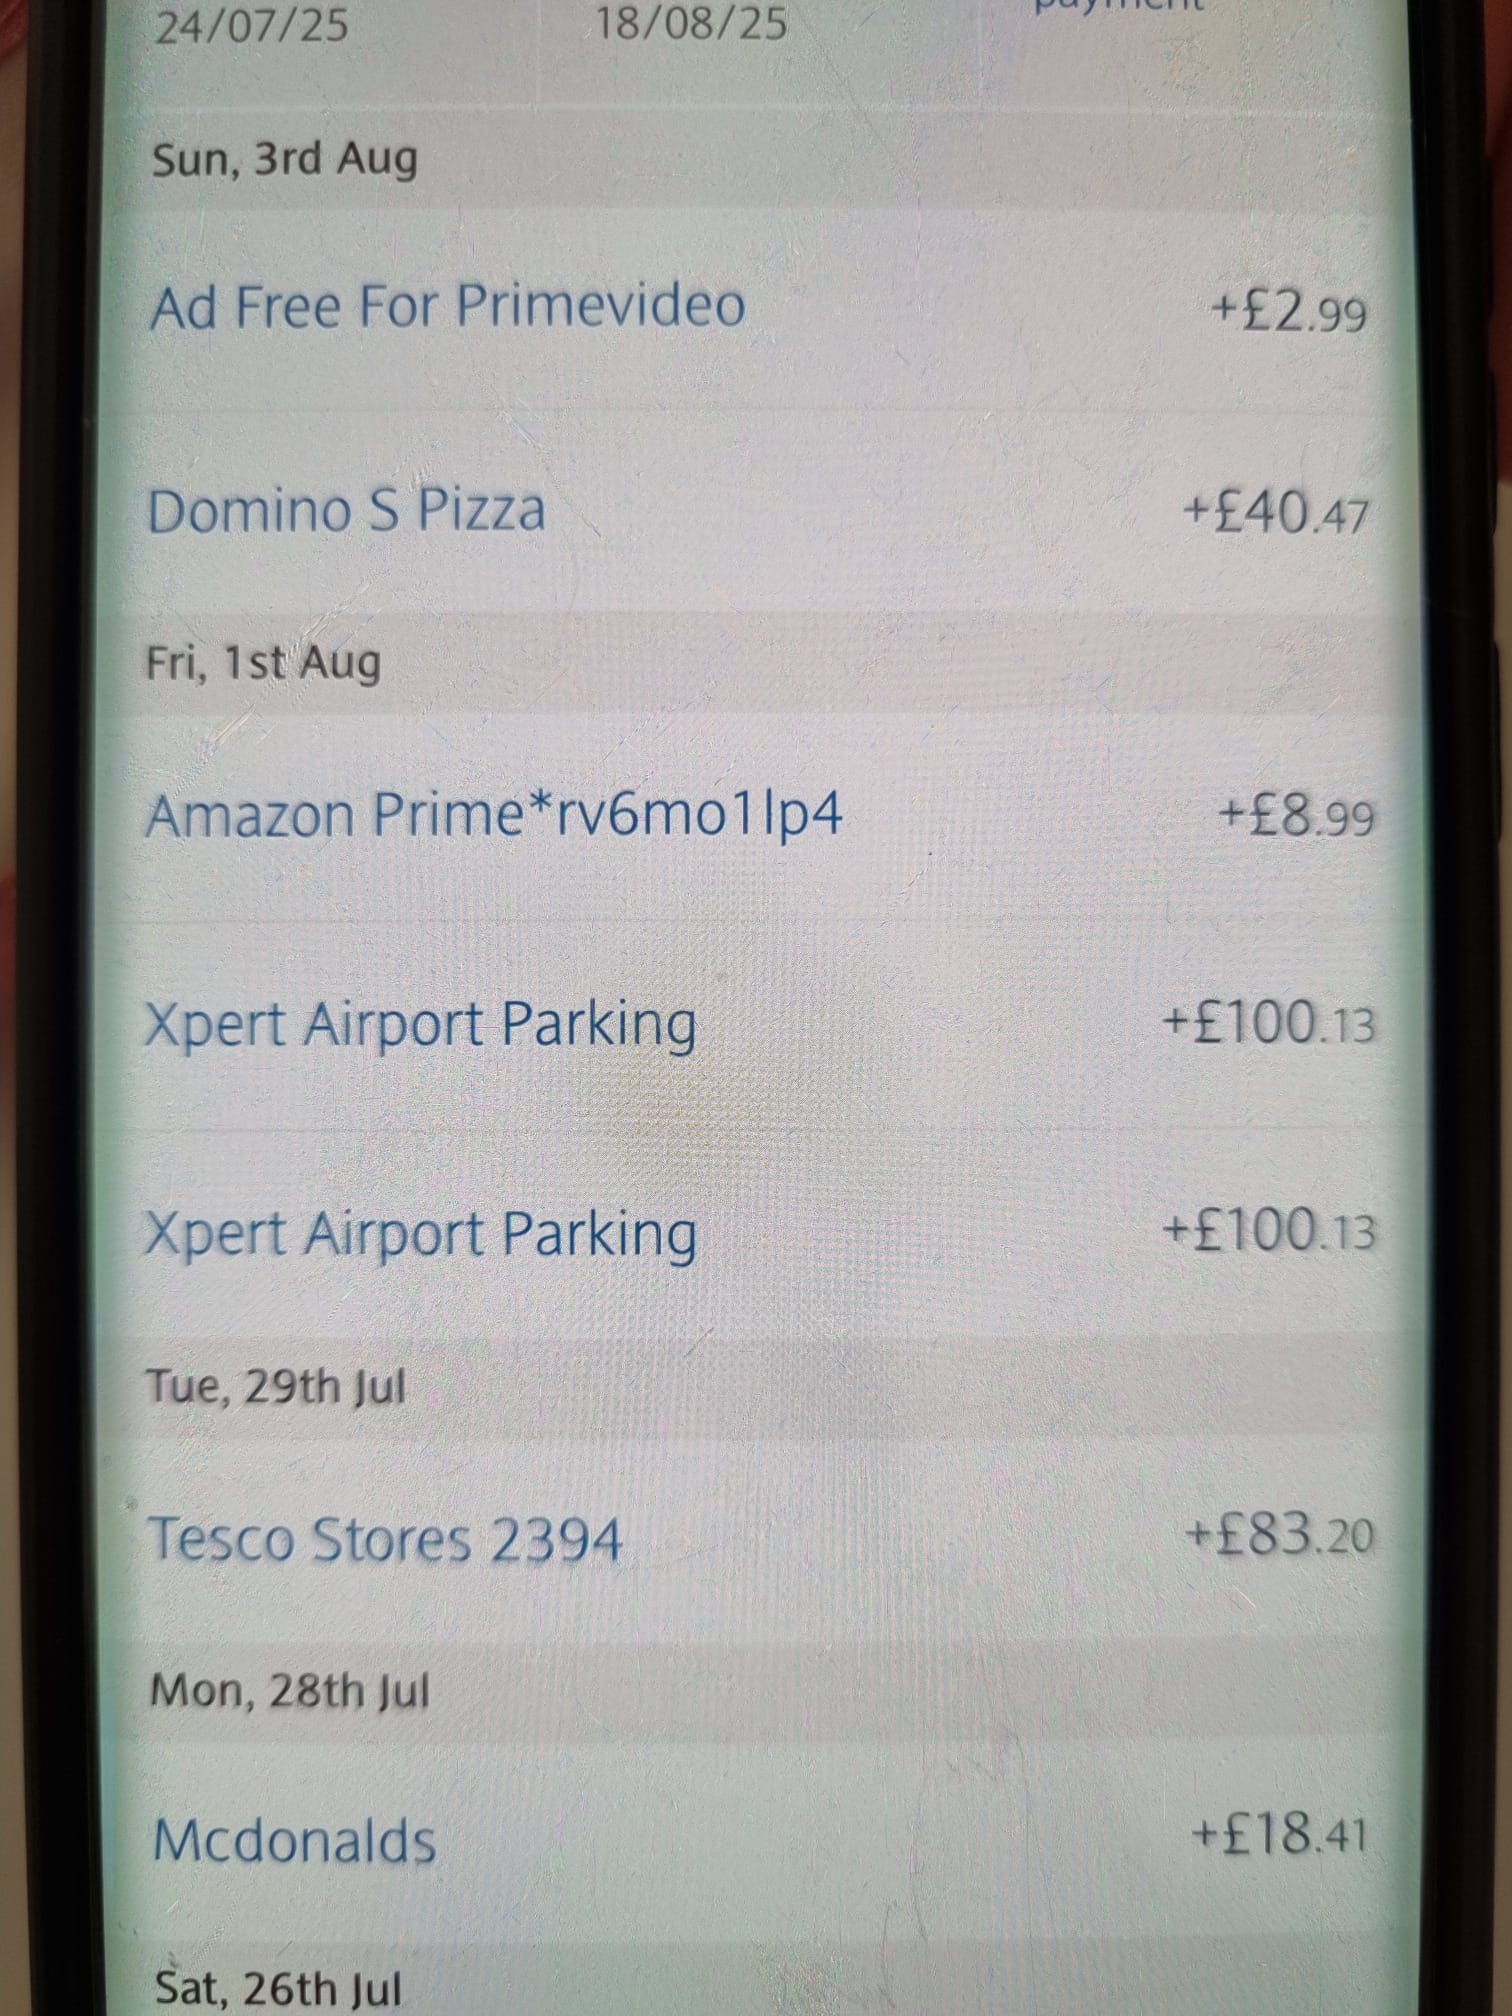 24/07/25 18/08/25 payment
Sun, 3rd Aug
Ad Free For Primevideo +£2.99
Domino S Pizza +£40.47
Fri, 1st Aug
Amazon Prime*rv6mo1lp4 +£8.99
Xpert Airport Parking +£100.13
Xpert Airport Parking +£100.13
Tue, 29th Jul
Tesco Stores 2394 +£83.20
Mon, 28th Jul
Mcdonalds +£18.41
Sat, 26th Jul